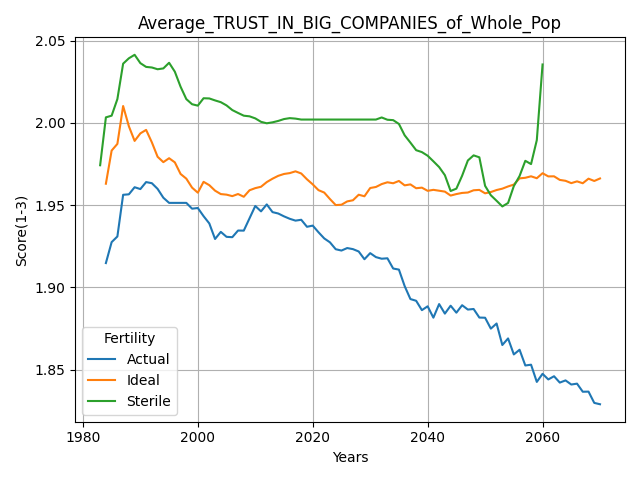 Average_TRUST_IN_BIG_COMPANIES_of_Whole_Pop
2.05
2.00
1.95
1.90
1.85
Score(1-3)
Fertility
Actual
Ideal
Sterile
1980
2000
2020
2040
2060
Years